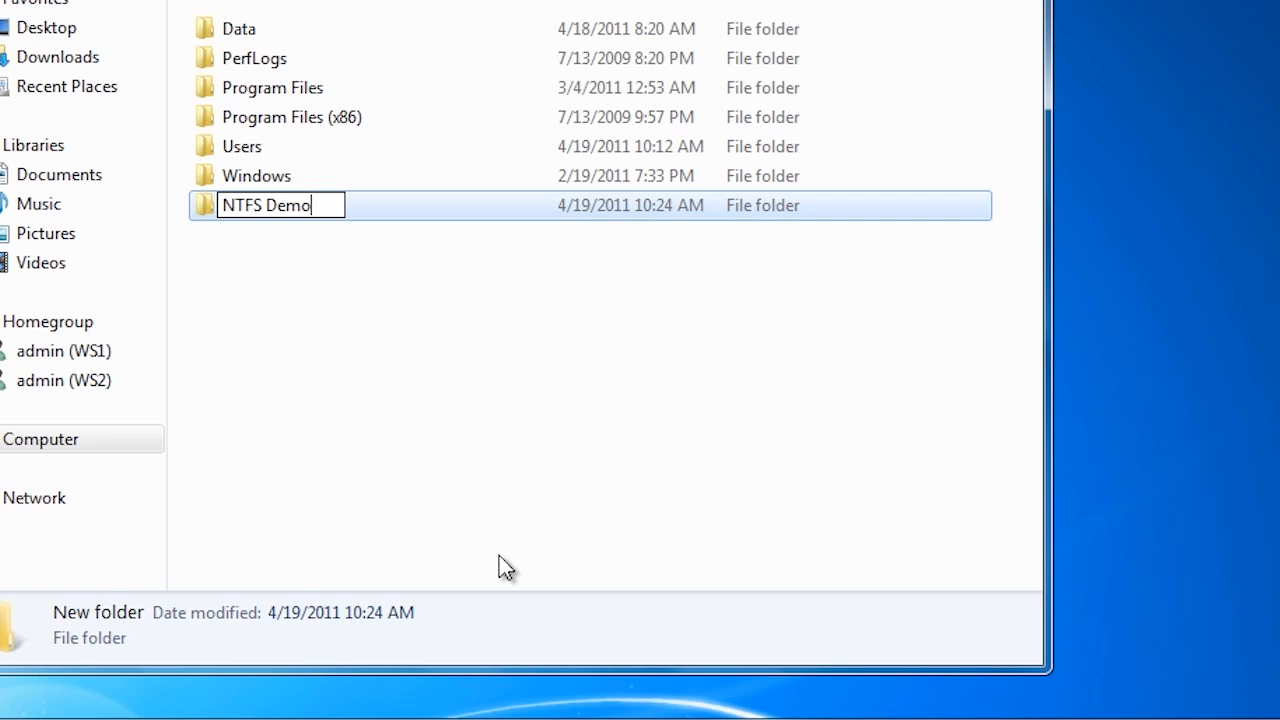 Favorites
Desktop
Downloads
Recent Places
Libraries
Documents
Music
Pictures
Videos
Homegroup
admin (WS1)
admin (WS2)
Computer
Network
Data 4/18/2011 8:20 AM File folder
PerfLogs 7/13/2009 8:20 PM File folder
Program Files 3/4/2011 12:53 AM File folder
Program Files (x86) 7/13/2009 9:57 PM File folder
Users 4/19/2011 10:12 AM File folder
Windows 2/19/2011 7:33 PM File folder
NTFS Demo 4/19/2011 10:24 AM File folder
New folder Date modified: 4/19/2011 10:24 AM
File folder